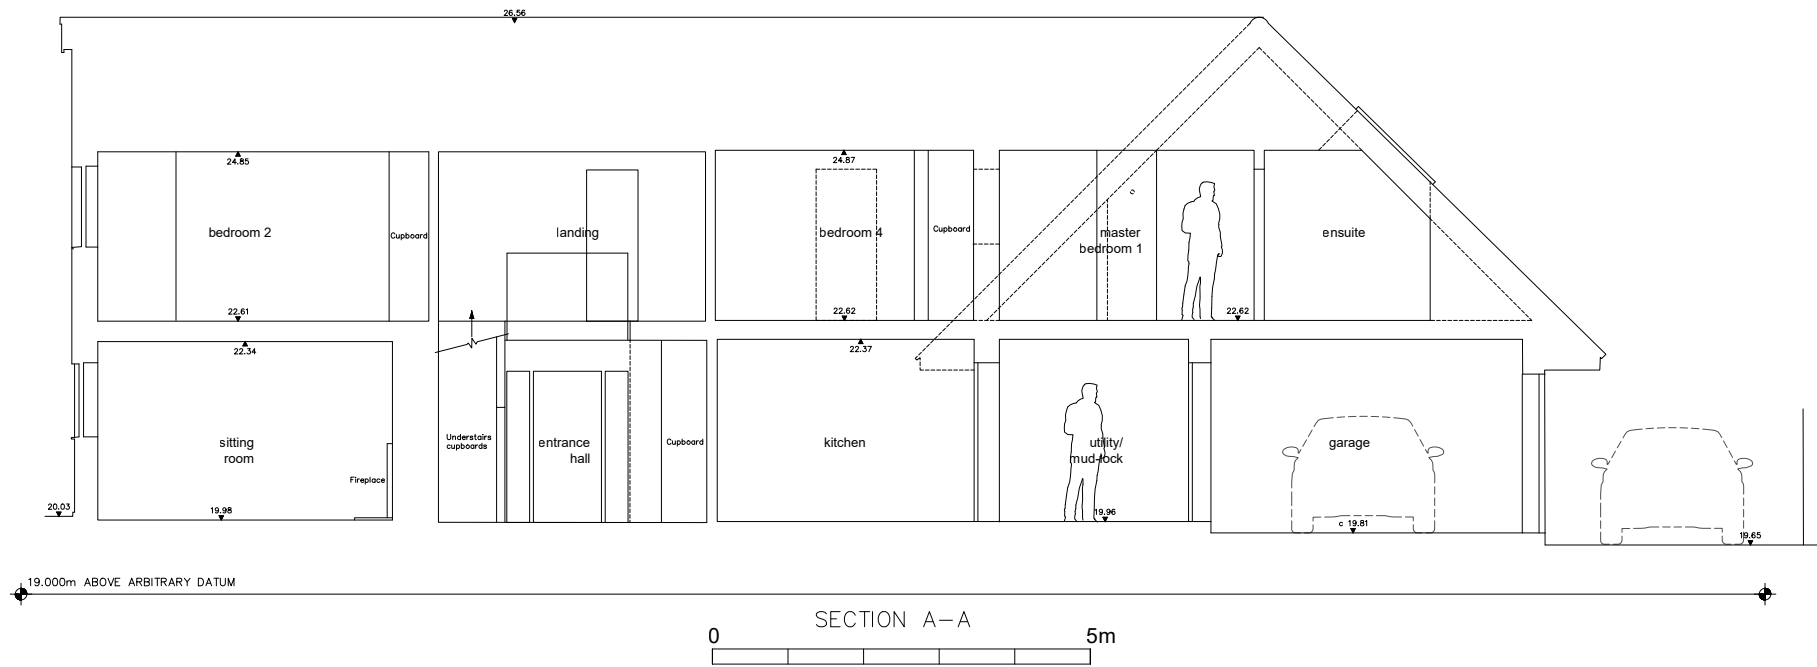 26.56
24.85
24.87
bedroom 2
Cupboard
landing
bedroom 4
Cupboard
master
bedroom 1
ensuite
22.61
22.62
22.62
22.34
22.37
sitting
room
Fireplace
Understairs
cupboards
entrance
hall
Cupboard
kitchen
utility/
mud-lock
garage
20.03
19.98
19.96
c 19.81
19.65
19.000m ABOVE ARBITRARY DATUM
SECTION A-A
0 5m